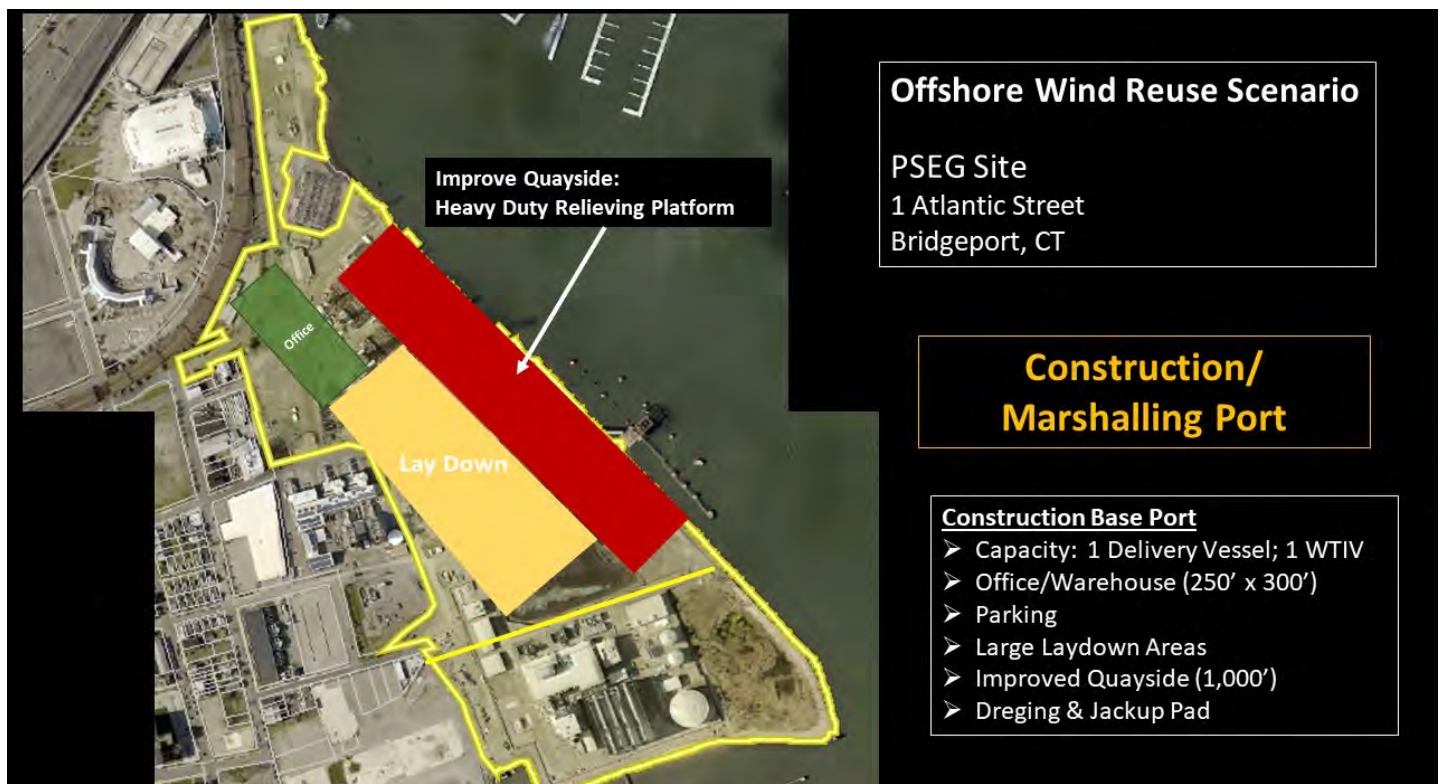 Offshore Wind Reuse Scenario
PSEG Site
1 Atlantic Street
Bridgeport, CT
Improve Quayside:
Heavy Duty Relieving Platform
Office
Lay Down
Construction/
Marshalling Port
Construction Base Port
➢ Capacity: 1 Delivery Vessel; 1 WTIV
➢ Office/Warehouse (250’ x 300’)
➢ Parking
➢ Large Laydown Areas
➢ Improved Quayside (1,000’)
➢ Dreging & Jackup Pad